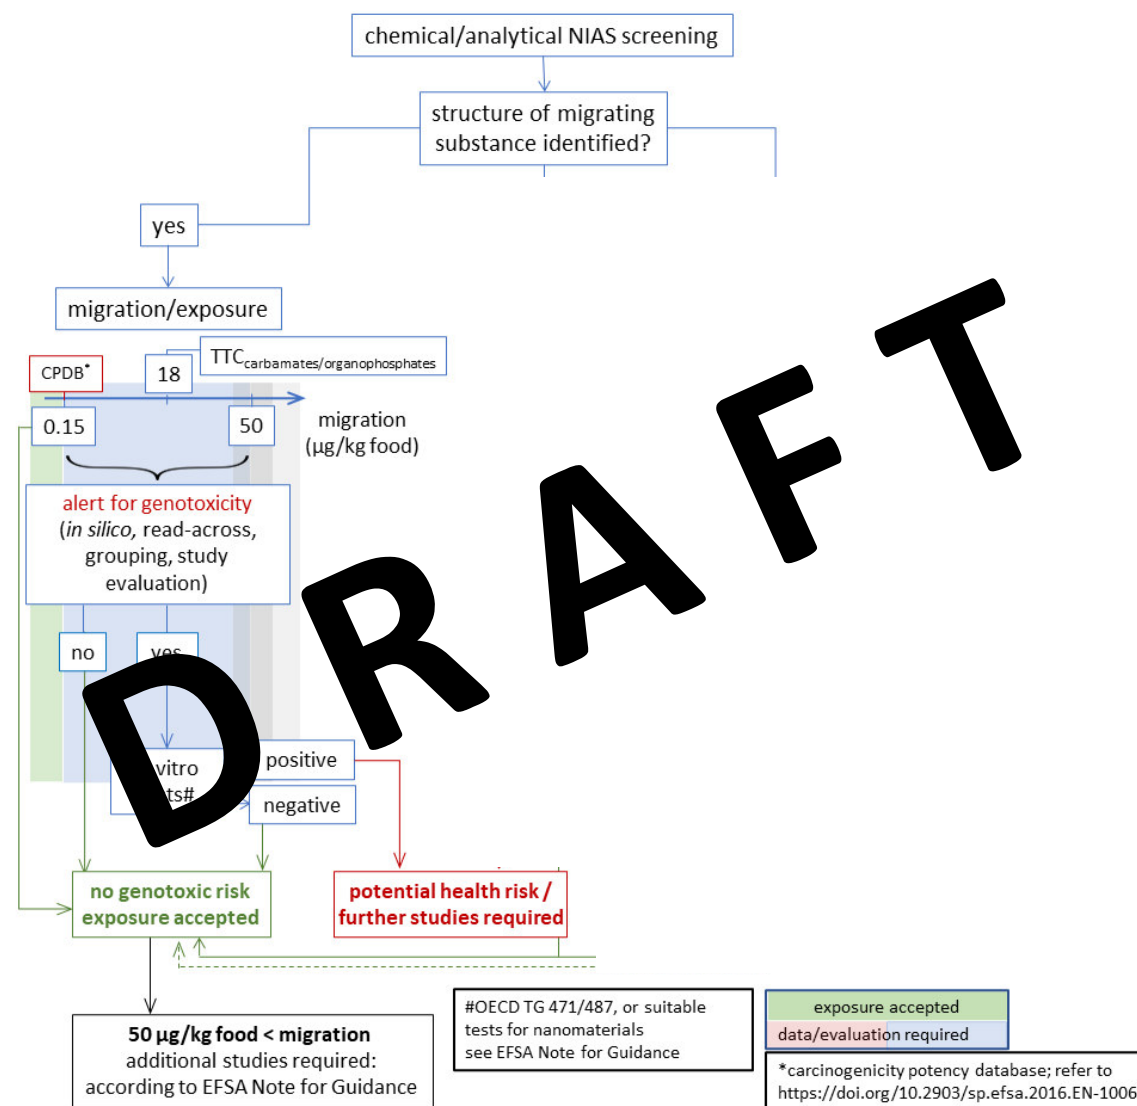 chemical/analytical NIAS screening
structure of migrating
substance identified?
yes
migration/exposure
TTCcarbamates/organophosphates
CPDB*
18
0.15
50
migration
(µg/kg food)
alert for genotoxicity
(in silico, read-across,
grouping, study
evaluation)
no
yes
vitro
ts#
positive
negative
DRAFT
no genotoxic risk
exposure accepted
potential health risk /
further studies required
50 µg/kg food < migration
additional studies required:
according to EFSA Note for Guidance
#OECD TG 471/487, or suitable
tests for nanomaterials
see EFSA Note for Guidance
exposure accepted
data/evaluation required
*carcinogenicity potency database; refer to
https://doi.org/10.2903/sp.efsa.2016.EN-1006